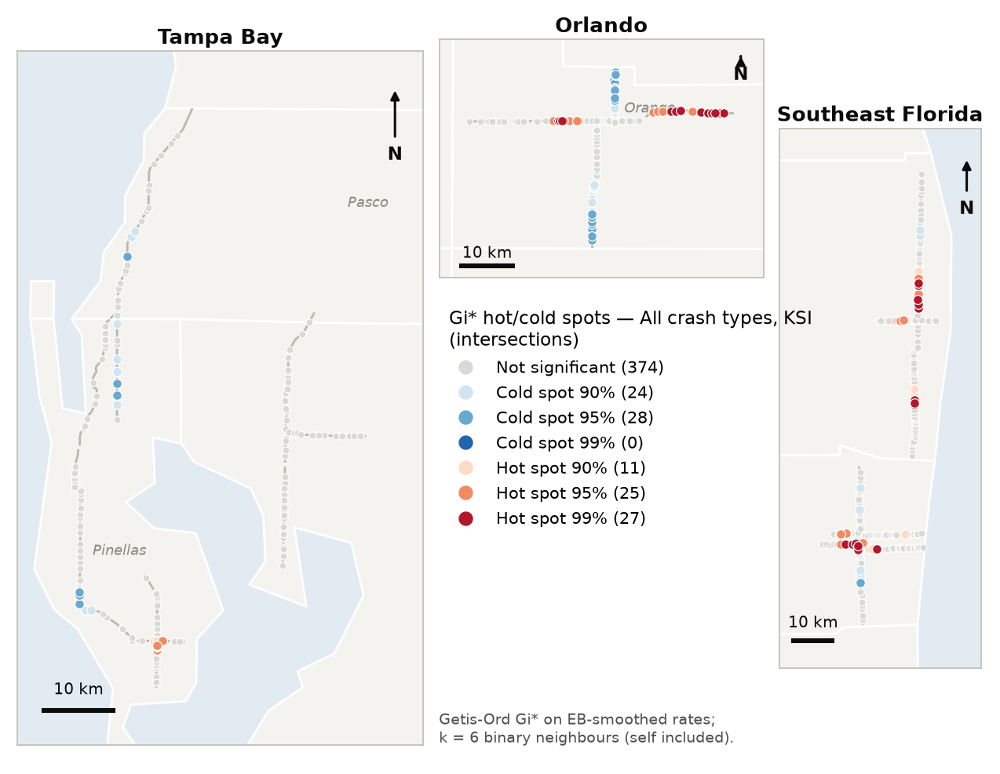 Tampa Bay
Orlando
Southeast Florida
N
N
N
Orange
Pasco
10 km
Gi* hot/cold spots — All crash types, KSI
(intersections)
Not significant (374)
Cold spot 90% (24)
Cold spot 95% (28)
Cold spot 99% (0)
Hot spot 90% (11)
Hot spot 95% (25)
Hot spot 99% (27)
Pinellas
10 km
10 km
Getis-Ord Gi* on EB-smoothed rates;
k = 6 binary neighbours (self included).